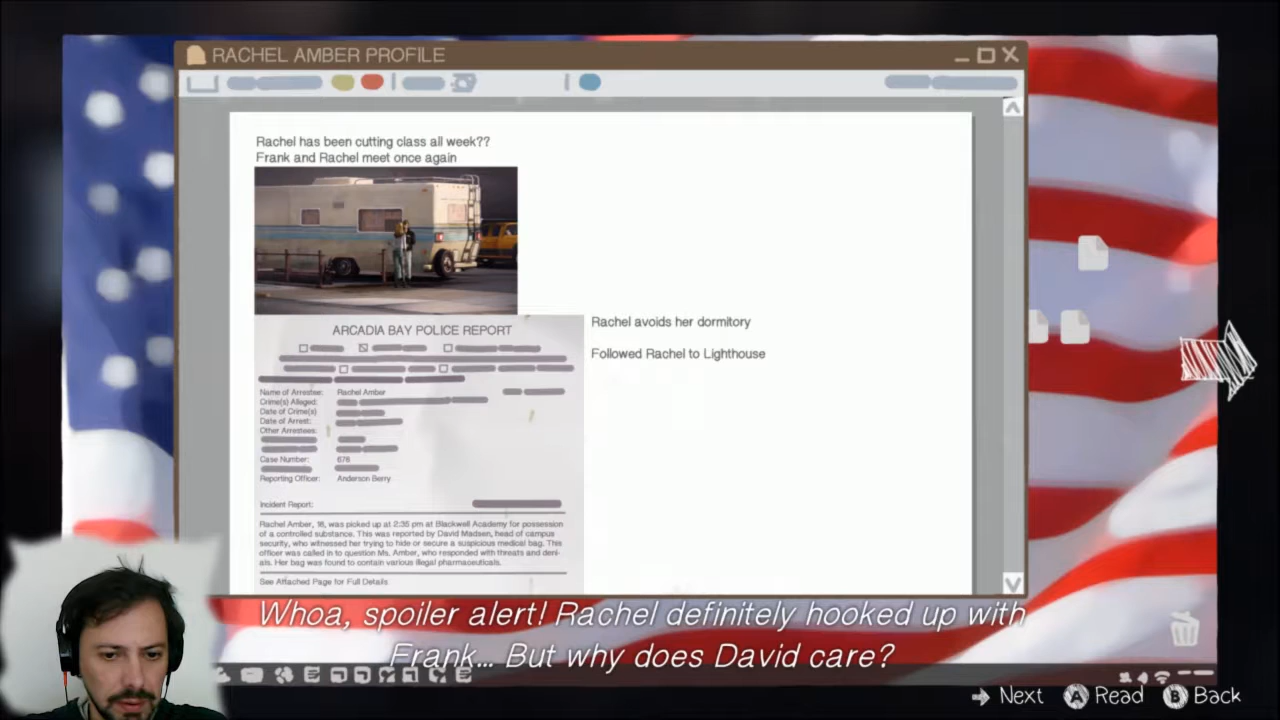 RACHEL AMBER PROFILE
Rachel has been cutting class all week??
Frank and Rachel meet once again
ARCADIA BAY POLICE REPORT
Name of Arrestee: Rachel Amber
Crime(s) Alleged:
Date of Crime(s)
Date of Arrest:
Other Arrestees:
Case Number: 678
Reporting Officer: Anderson Berry
Incident Report:
Rachel Amber, 18, was picked up at 2:35 pm at Blackwell Academy for possession
of a controlled substance. This was reported by David Madsen, head of campus
security, who witnessed her trying to hide or secure a suspicious medical bag. This
officer was called in to question Ms. Amber, who responded with threats and deni-
als. Her bag was found to contain various illegal pharmaceuticals.
See Attached Page for Full Details
Rachel avoids her dormitory
Followed Rachel to Lighthouse
Whoa, spoiler alert! Rachel definitely hooked up with
Frank... But why does David care?
Next A Read B Back